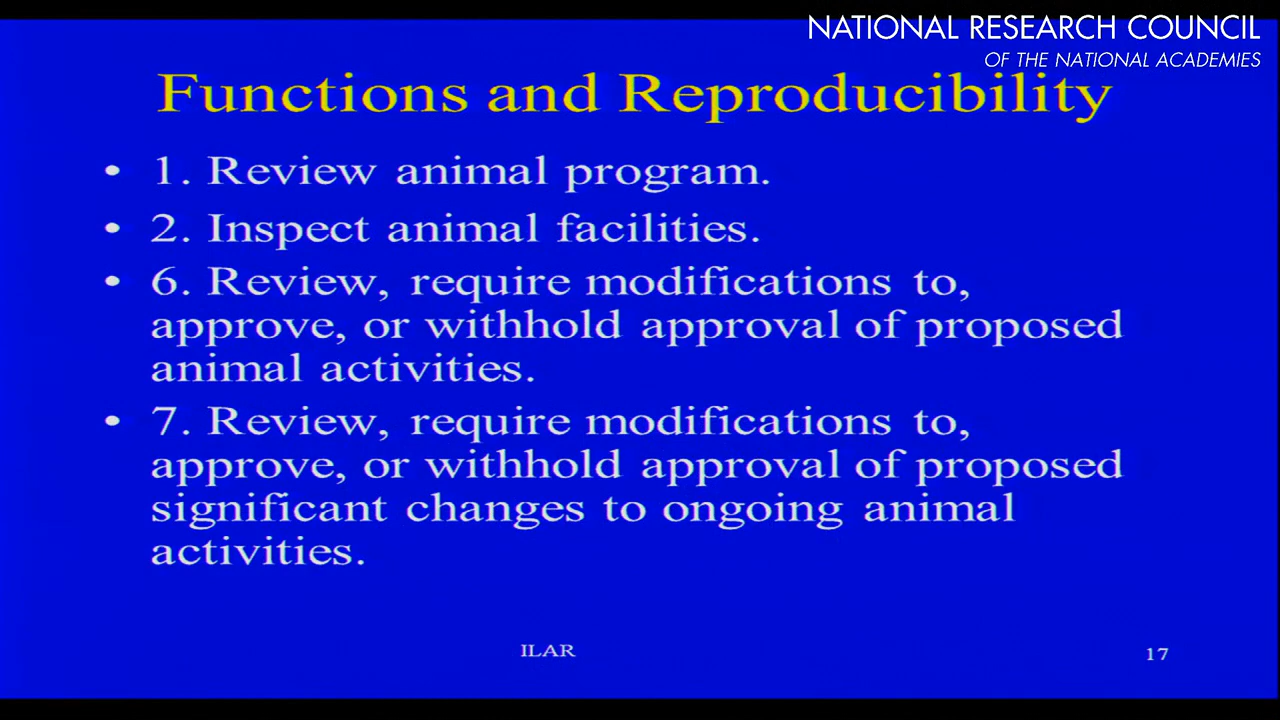 NATIONAL RESEARCH COUNCIL
OF THE NATIONAL ACADEMIES
Functions and Reproducibility
• 1. Review animal program.
• 2. Inspect animal facilities.
• 6. Review, require modifications to,
approve, or withhold approval of proposed
animal activities.
• 7. Review, require modifications to,
approve, or withhold approval of proposed
significant changes to ongoing animal
activities.
ILAR
17